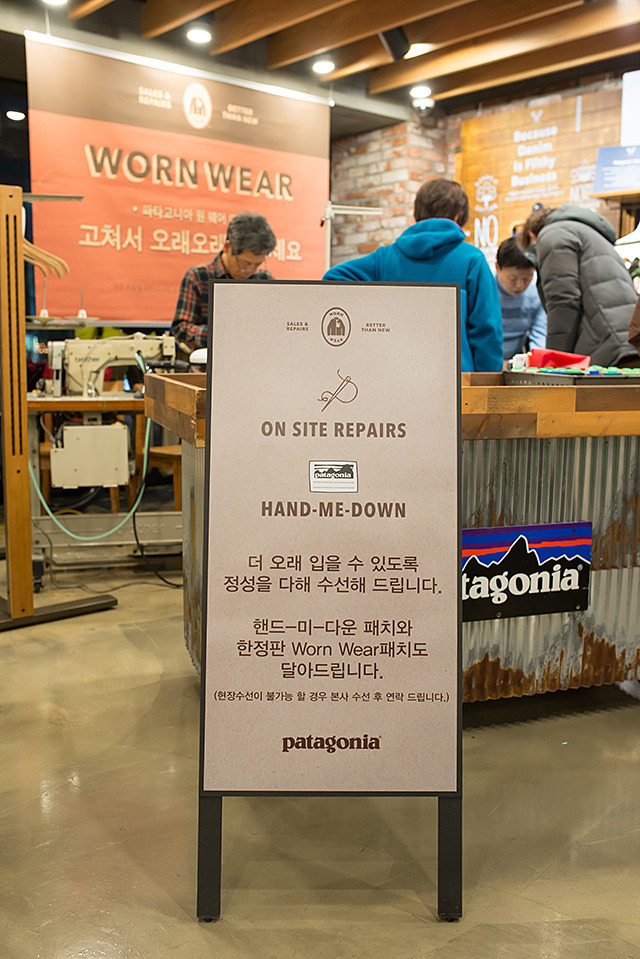 SALES & REPAIRS
BETTER THAN NEW
WORN WEAR
• 파타고니아 원 웨어
고쳐서 오래오래
Because
Denim
Is Filthy
Business
NO
brother
WORN
WEAR
SALES &
REPAIRS
BETTER
THAN NEW
ON SITE REPAIRS
patagonia
HAND-ME-DOWN
더 오래 입을 수 있도록
정성을 다해 수선해 드립니다.
핸드-미-다운 패치와
한정판 Worn Wear패치도
달아드립니다.
(현장수선이 불가능 할 경우 본사 수선 후 연락 드립니다.)
patagonia®
tagonia®